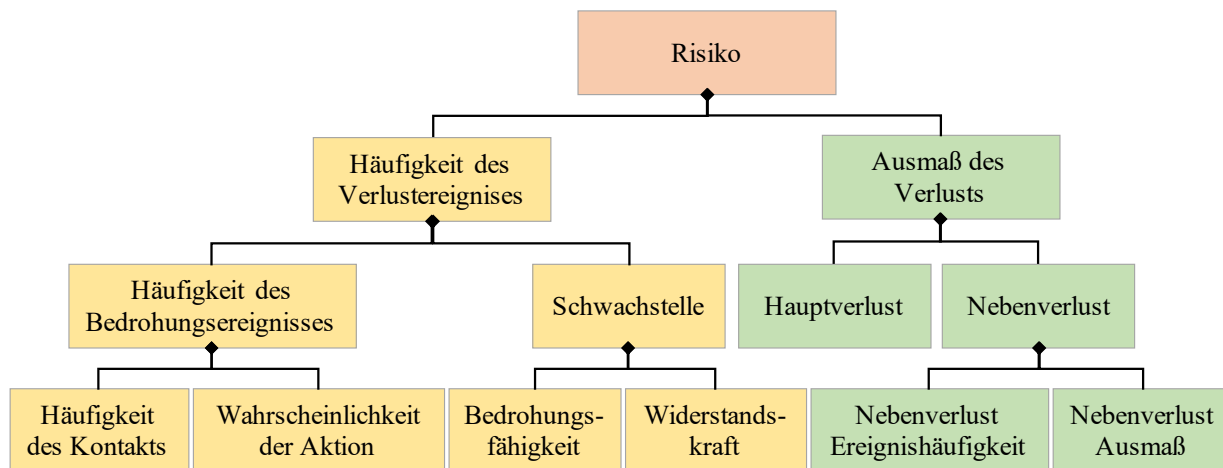 Risiko
Häufigkeit des
Verlustereignises
Ausmaß des
Verlusts
Häufigkeit des
Bedrohungsereignisses
Schwachstelle
Hauptverlust
Nebenverlust
Häufigkeit
des Kontakts
Wahrscheinlichkeit
der Aktion
Bedrohungs-
fähigkeit
Widerstands-
kraft
Nebenverlust
Ereignishäufigkeit
Nebenverlust
Ausmaß